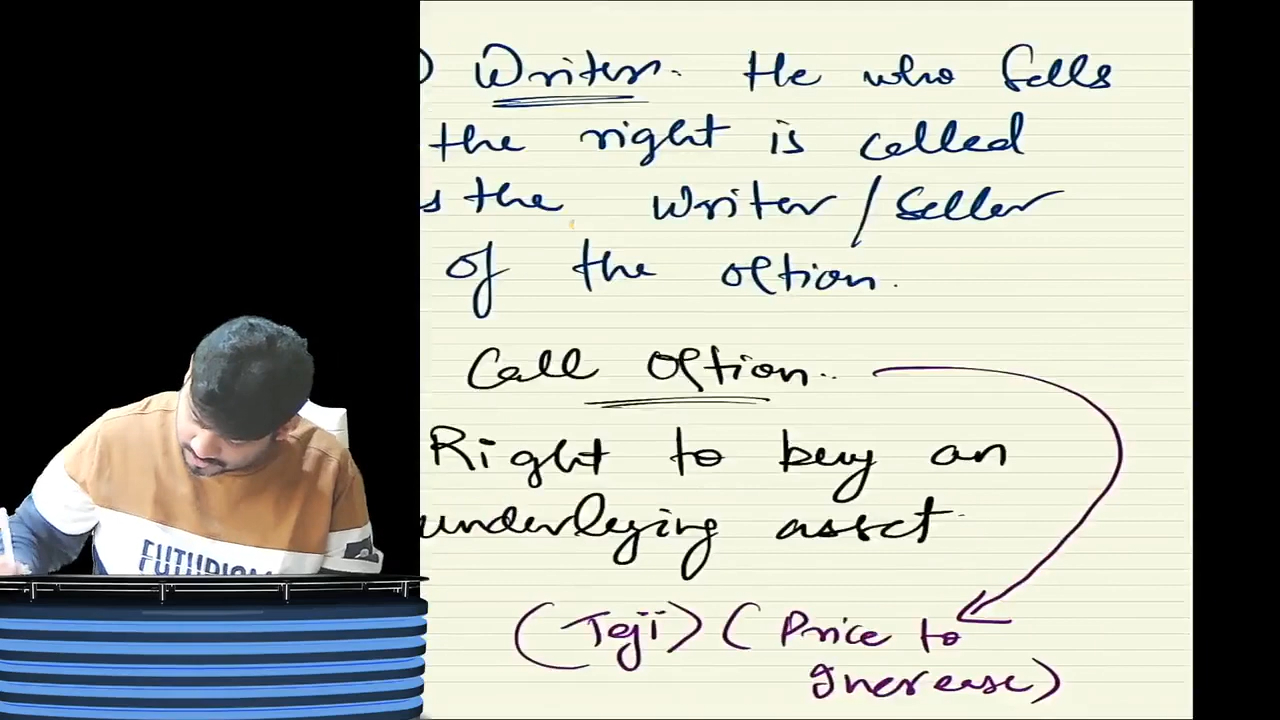 ) Writer. He who sells
the right is called
s the writer/seller
of the option.
Call Option..
Right to buy an
underlying asset.
(Teji) (Price to
Increase)
FUTURISM